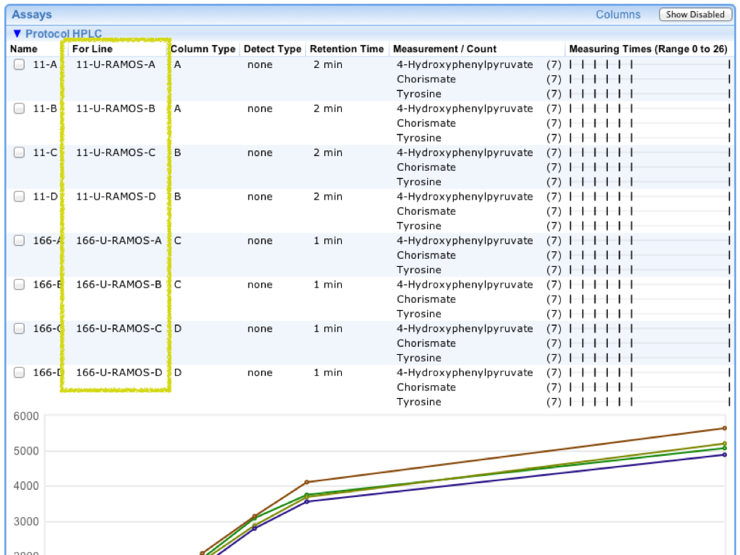 Assays Columns Show Disabled
▼ Protocol HPLC
Name For Line Column Type Detect Type Retention Time Measurement / Count Measuring Times (Range 0 to 26)
11-A 11-U-RAMOS-A A none 2 min 4-Hydroxyphenylpyruvate (7)
Chorismate (7)
Tyrosine (7)
11-B 11-U-RAMOS-B A none 2 min 4-Hydroxyphenylpyruvate (7)
Chorismate (7)
Tyrosine (7)
11-C 11-U-RAMOS-C B none 2 min 4-Hydroxyphenylpyruvate (7)
Chorismate (7)
Tyrosine (7)
11-D 11-U-RAMOS-D B none 2 min 4-Hydroxyphenylpyruvate (7)
Chorismate (7)
Tyrosine (7)
166-A 166-U-RAMOS-A C none 1 min 4-Hydroxyphenylpyruvate (7)
Chorismate (7)
Tyrosine (7)
166-B 166-U-RAMOS-B C none 1 min 4-Hydroxyphenylpyruvate (7)
Chorismate (7)
Tyrosine (7)
166-C 166-U-RAMOS-C D none 1 min 4-Hydroxyphenylpyruvate (7)
Chorismate (7)
Tyrosine (7)
166-D 166-U-RAMOS-D D none 1 min 4-Hydroxyphenylpyruvate (7)
Chorismate (7)
Tyrosine (7)
6000
5000
4000
3000